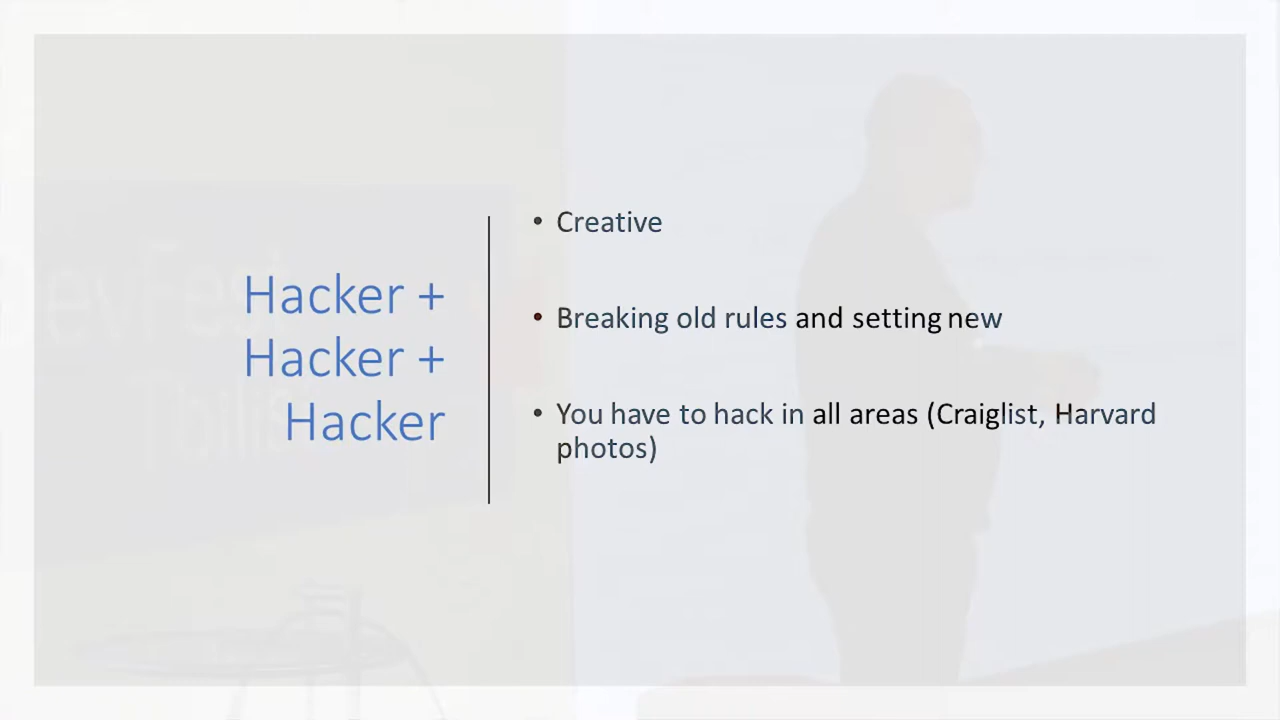 Hacker +
Hacker +
Hacker
• Creative
• Breaking old rules and setting new
• You have to hack in all areas (Craiglist, Harvard
photos)